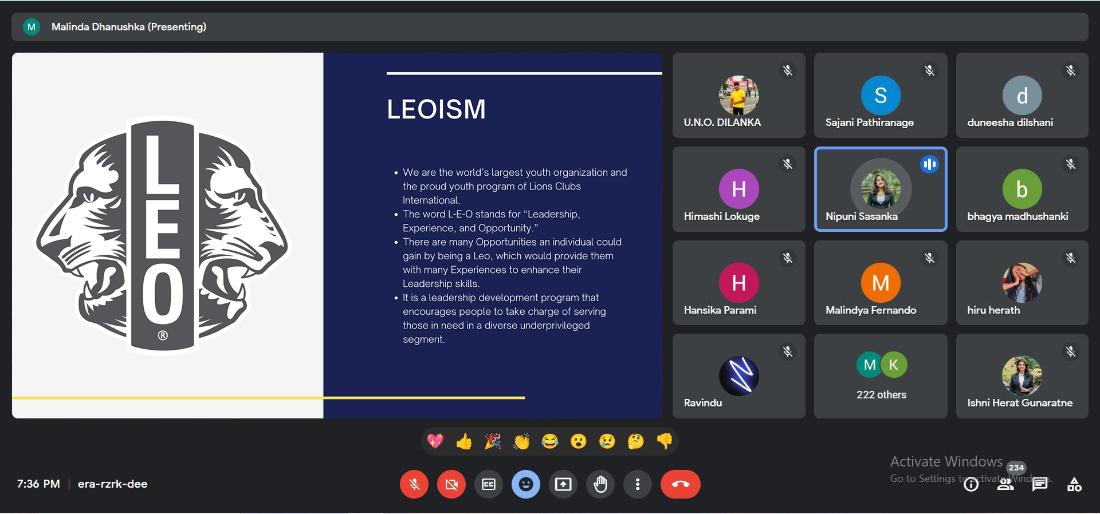 M Malinda Dhanushka (Presenting)
LEO
®
LEOISM
• We are the world's largest youth organization and
the proud youth program of Lions Clubs
International.
• The word L-E-O stands for “Leadership,
Experience, and Opportunity.”
• There are many Opportunities an individual could
gain by being a Leo, which would provide them
with many Experiences to enhance their
Leadership skills.
• It is a leadership development program that
encourages people to take charge of serving
those in need in a diverse underprivileged
segment.
U.N.O. DILANKA
S
Sajani Pathiranage
d
duneesha dilshani
H
Himashi Lokuge
Nipuni Sasanka
b
bhagya madhushanki
H
Hansika Parami
M
Malindya Fernando
hiru herath
Ravindu
M K
222 others
Ishni Herat Gunaratne
7:36 PM | era-rzrk-dee
CC
Activate Windows
Go to Settings to activate Windows.
234